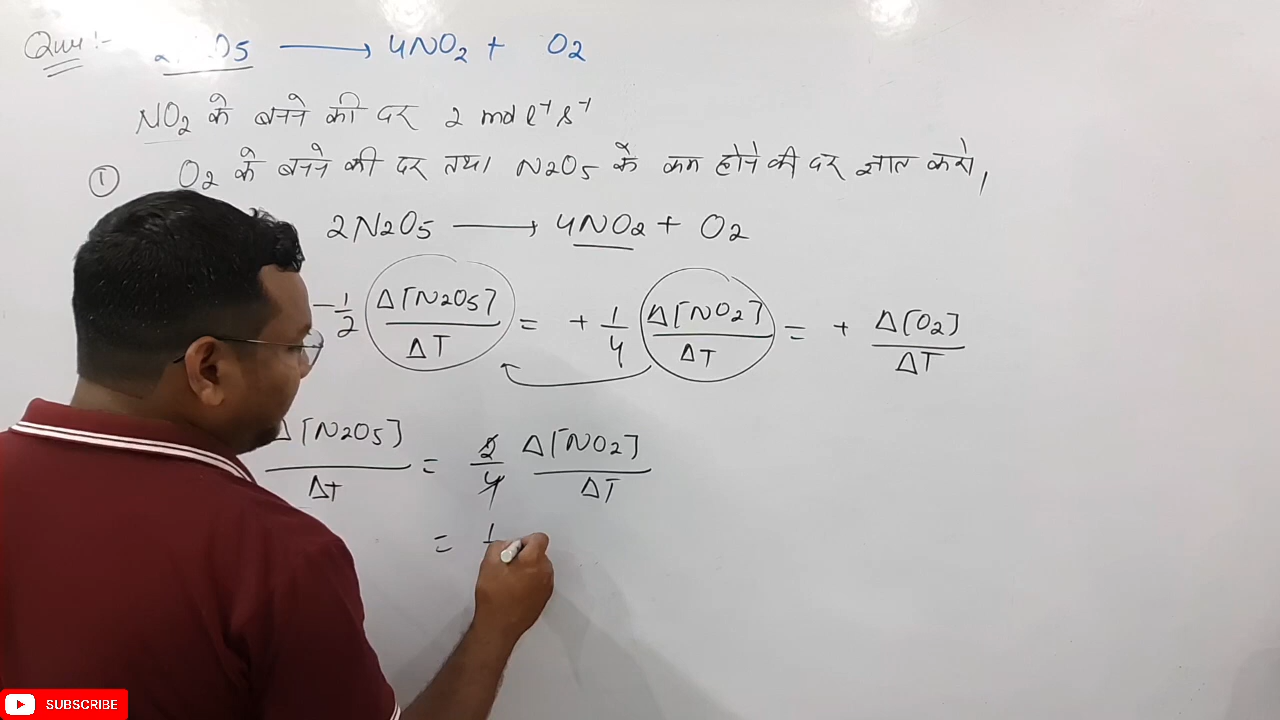 Ques :- O5 ⟶ 4NO2 + O2
NO2 के बनने की दर 2 mol l⁻¹ s⁻¹
① O2 के बनने की दर तथा N2O5 के कम होने की दर ज्ञात करो,
2N2O5 ⟶ 4NO2 + O2
-1/2 Δ[N2O5]/ΔT = + 1/4 Δ[NO2]/ΔT = + Δ[O2]/ΔT
Δ[N2O5]/ΔT = 2/4 Δ[NO2]/ΔT
= 1
SUBSCRIBE